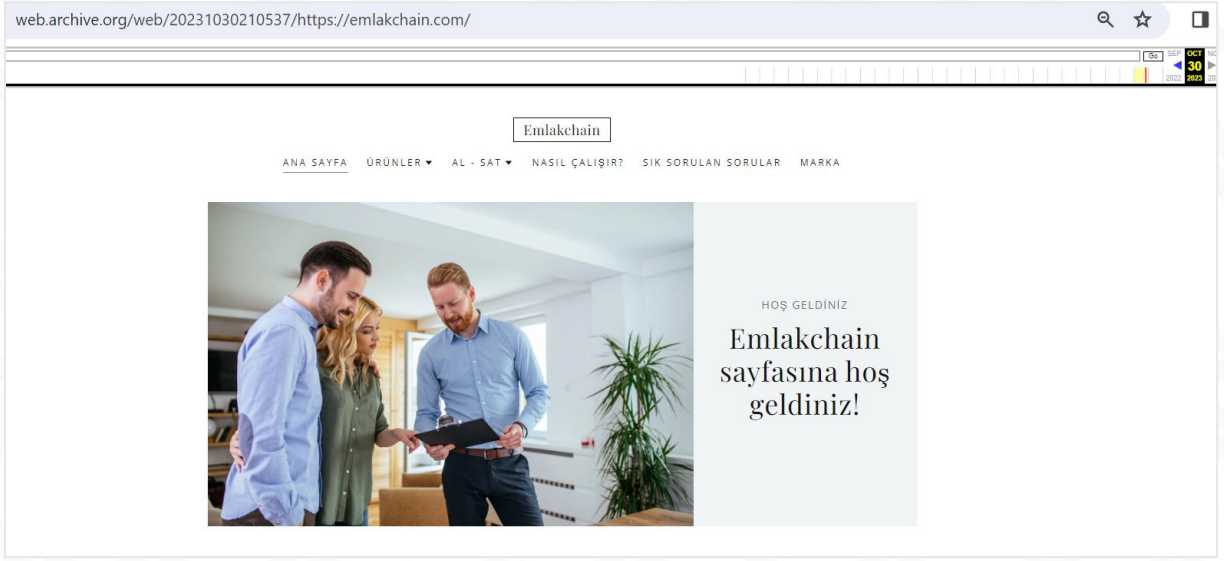 web.archive.org/web/20231030210537/https://emlakchain.com/
Go
SEP OCT
30
2022 2023
Emlakchain
ANA SAYFA ÜRÜNLER AL - SAT NASIL ÇALIŞIR? SIK SORULAN SORULAR MARKA
HOŞ GELDİNİZ
Emlakchain
sayfasına hoş
geldiniz!